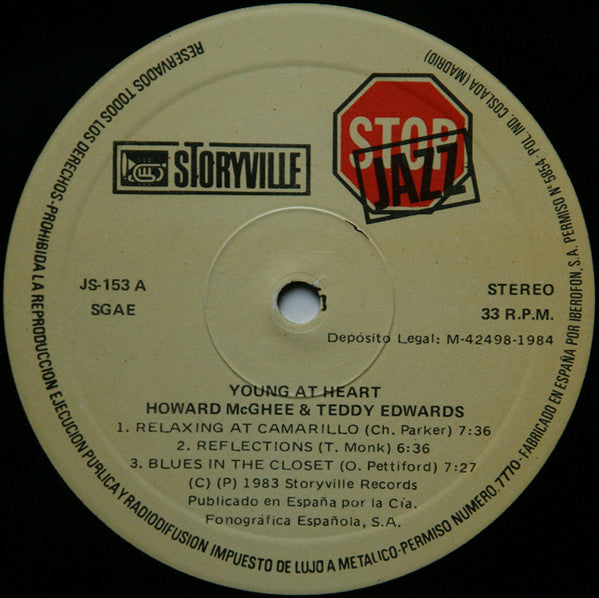 RESERVADOS TODOS LOS DERECHOS-PROHIBIDA LA REPRODUCCION EJECUCION PUBLICA Y RADIODIFUSION IMPUESTO DE LUJO A METALICO-PERMISO NUMERO. 7770-FABRICADO EN ESPAÑA POR IBEROFON, S.A. PERMISO Nº 5854-POL. IND. COSLADA (MADRID)
STORYVILLE
STOP
JAZZ
JS-153 A
SGAE
STEREO
33 R.P.M.
Depósito Legal: M-42498-1984
YOUNG AT HEART
HOWARD McGHEE & TEDDY EDWARDS
1. RELAXING AT CAMARILLO (Ch. Parker) 7:36
2. REFLECTIONS (T. Monk) 6:36
3. BLUES IN THE CLOSET (O. Pettiford) 7:27
(C) (P) 1983 Storyville Records
Publicado en España por la Cía.
Fonográfica Española, S.A.